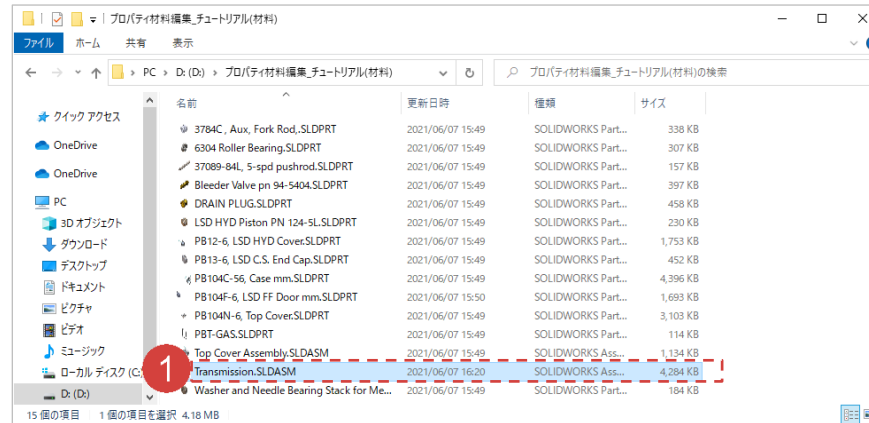 プロパティ材料編集_チュートリアル(材料)
ファイル ホーム 共有 表示
PC > D: (D:) > プロパティ材料編集_チュートリアル(材料) プロパティ材料編集_チュートリアル(材料)の検索
名前 更新日時 種類 サイズ
クイック アクセス
OneDrive
OneDrive
PC
3D オブジェクト
ダウンロード
デスクトップ
ドキュメント
ピクチャ
ビデオ
ミュージック
ローカル ディスク (C:
D: (D:)
3784C , Aux, Fork Rod,.SLDPRT 2021/06/07 15:49 SOLIDWORKS Part... 338 KB
6304 Roller Bearing.SLDPRT 2021/06/07 15:49 SOLIDWORKS Part... 307 KB
37089-84L, 5-spd pushrod.SLDPRT 2021/06/07 15:49 SOLIDWORKS Part... 157 KB
Bleeder Valve pn 94-5404.SLDPRT 2021/06/07 15:49 SOLIDWORKS Part... 397 KB
DRAIN PLUG.SLDPRT 2021/06/07 15:49 SOLIDWORKS Part... 458 KB
LSD HYD Piston PN 124-5L.SLDPRT 2021/06/07 15:49 SOLIDWORKS Part... 230 KB
PB12-6, LSD HYD Cover.SLDPRT 2021/06/07 15:49 SOLIDWORKS Part... 1,753 KB
PB13-6, LSD C.S. End Cap.SLDPRT 2021/06/07 15:49 SOLIDWORKS Part... 452 KB
PB104C-56, Case mm.SLDPRT 2021/06/07 15:49 SOLIDWORKS Part... 4,396 KB
PB104F-6, LSD FF Door mm.SLDPRT 2021/06/07 15:50 SOLIDWORKS Part... 1,693 KB
PB104N-6, Top Cover.SLDPRT 2021/06/07 15:49 SOLIDWORKS Part... 3,103 KB
PBT-GAS.SLDPRT 2021/06/07 15:49 SOLIDWORKS Part... 114 KB
Top Cover Assembly.SLDASM 2021/06/07 15:49 SOLIDWORKS Ass... 1,134 KB
1 Transmission.SLDASM 2021/06/07 16:20 SOLIDWORKS Ass... 4,284 KB
Washer and Needle Bearing Stack for Me... 2021/06/07 15:49 SOLIDWORKS Part... 184 KB
15 個の項目 1 個の項目を選択 4.18 MB